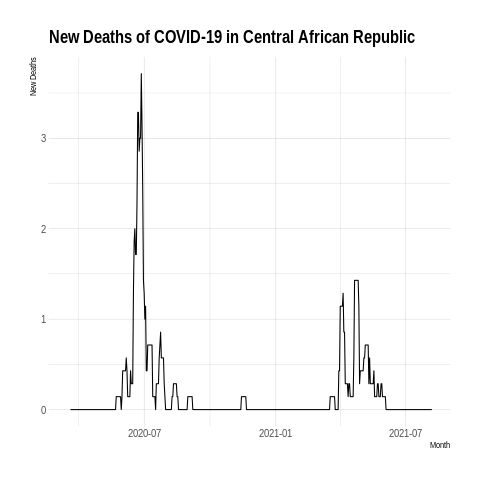 New Deaths of COVID-19 in Central African Republic
New Deaths
3
2
1
0
2020-07
2021-01
2021-07
Month